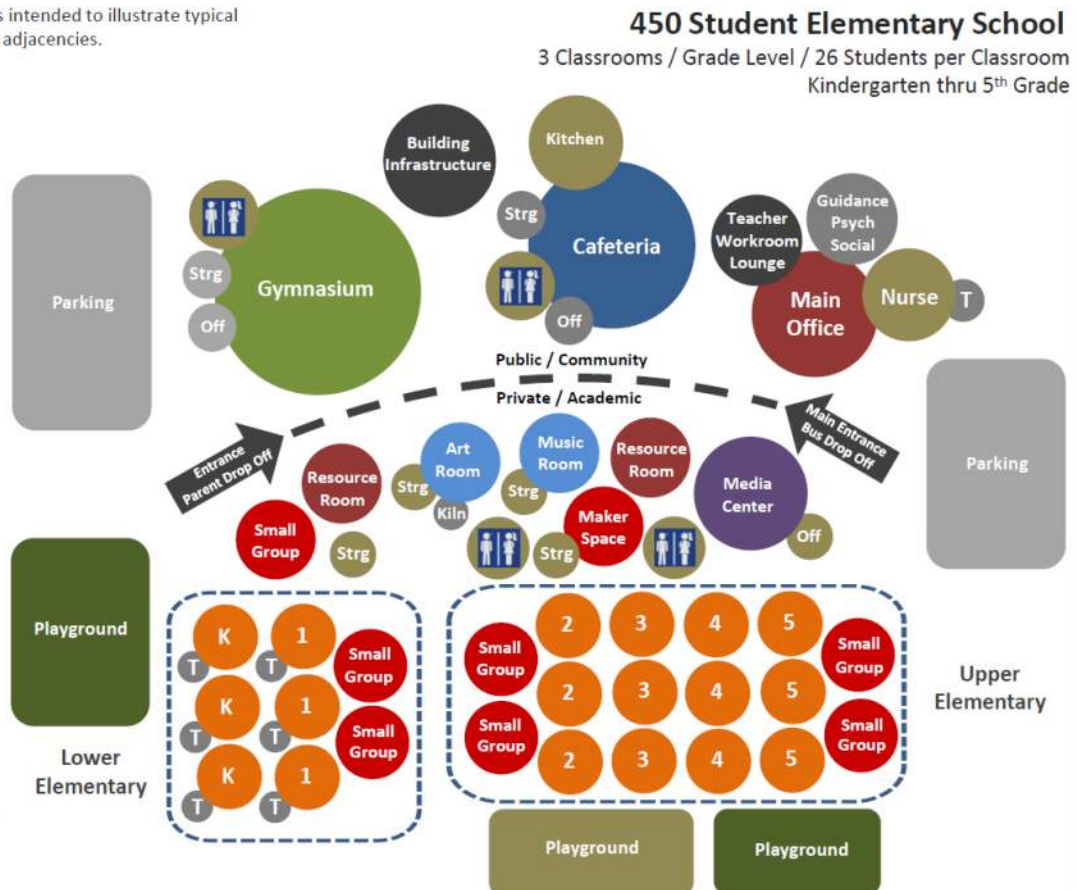 s intended to illustrate typical
adjacencies.
450 Student Elementary School
3 Classrooms / Grade Level / 26 Students per Classroom
Kindergarten thru 5th Grade
Building
Infrastructure
Kitchen
Strg
Cafeteria
Off
Guidance
Psych
Social
Teacher
Workroom
Lounge
Main
Office
Nurse
T
Parking
Gymnasium
Strg
Off
Public / Community
Private / Academic
Entrance
Parent Drop Off
Main Entrance
Bus Drop Off
Parking
Resource
Room
Small
Group
Strg
Art
Room
Strg
Kiln
Music
Room
Strg
Resource
Room
Maker
Space
Strg
Media
Center
Off
Playground
K
1
T
T
Small
Group
K
1
T
T
Small
Group
K
1
T
T
Lower
Elementary
Small
Group
2
3
4
5
Small
Group
2
3
4
5
Small
Group
2
3
4
5
Small
Group
Upper
Elementary
Playground
Playground